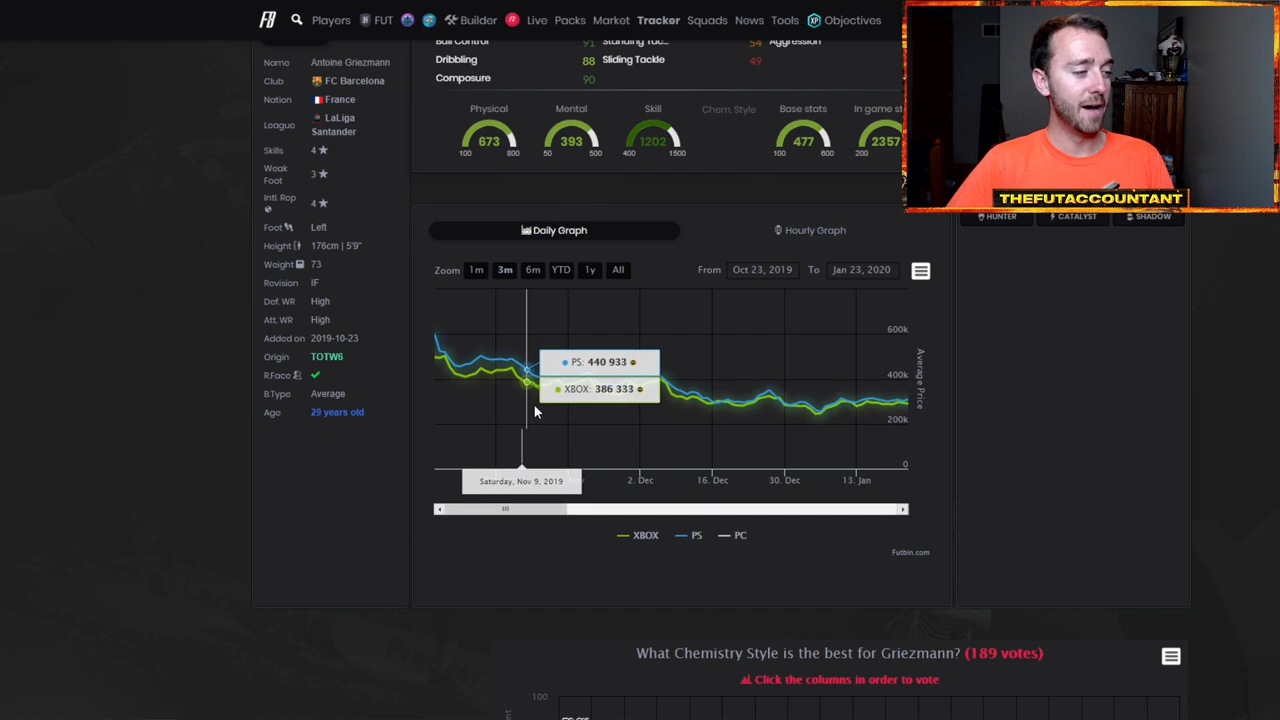 Players FUT Builder Live Packs Market Tracker Squads News Tools XP Objectives
Ball Control 91 Standing Tac... 54 Aggression
Dribbling 88 Sliding Tackle 49
Composure 90
Name Antoine Griezmann
Club FC Barcelona
Nation France
League LaLiga Santander
Skills 4★
Weak Foot 3★
Intl. Rep 4★
Foot Left
Height 176cm | 5'9"
Weight 73
Revision IF
Def. WR High
Att. WR High
Added on 2019-10-23
Origin TOTW6
R.Face
B.Type Average
Age 29 years old
Physical Mental Skill Chem. Style Base stats In game st
673 393 1202 477 2357
100 800 50 500 400 1500 100 600 200
THEFUTACCOUNTANT
HUNTER CATALYST SHADOW
Daily Graph Hourly Graph
Zoom 1m 3m 6m YTD 1y All From Oct 23, 2019 To Jan 23, 2020
600k
400k
200k
0
Average Price
PS: 440 933
XBOX: 386 333
Saturday, Nov 9, 2019
2. Dec 16. Dec 30. Dec 13. Jan
XBOX PS PC
Futbin.com
What Chemistry Style is the best for Griezmann? (189 votes)
Click the columns in order to vote
100